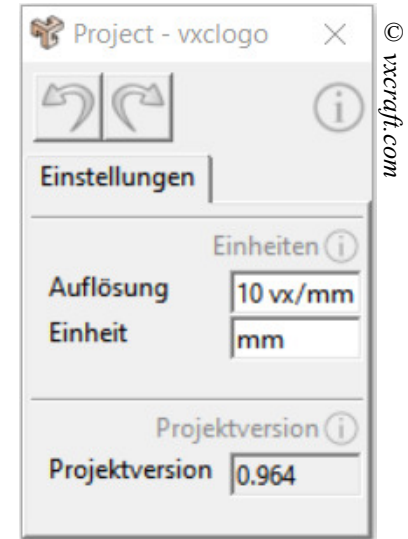 Project - vxclogo
Einstellungen
Einheiten
Auflösung 10 vx/mm
Einheit mm
Projektversion
Projektversion 0.964
© vxcraft.com